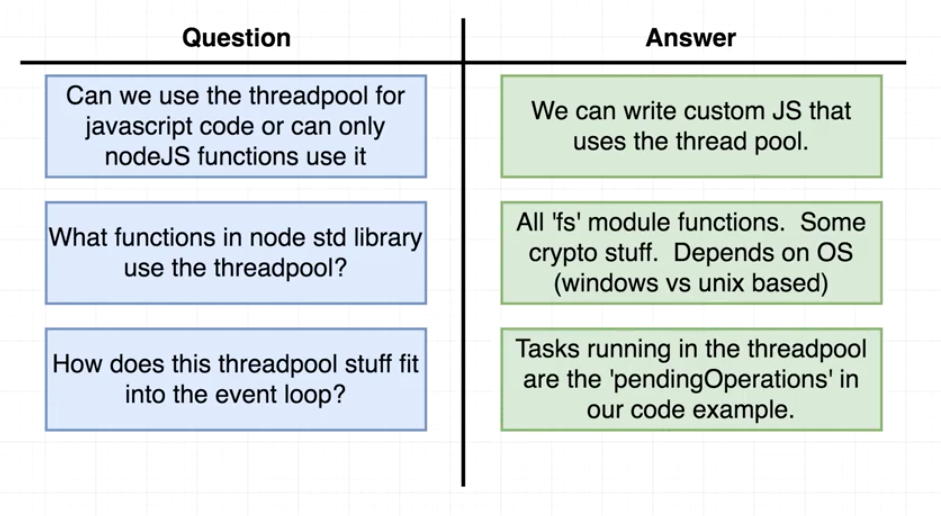 Question
Answer
Can we use the threadpool for
javascript code or can only
nodeJS functions use it
We can write custom JS that
uses the thread pool.
What functions in node std library
use the threadpool?
All 'fs' module functions.  Some
crypto stuff.  Depends on OS
(windows vs unix based)
How does this threadpool stuff fit
into the event loop?
Tasks running in the threadpool
are the 'pendingOperations' in
our code example.